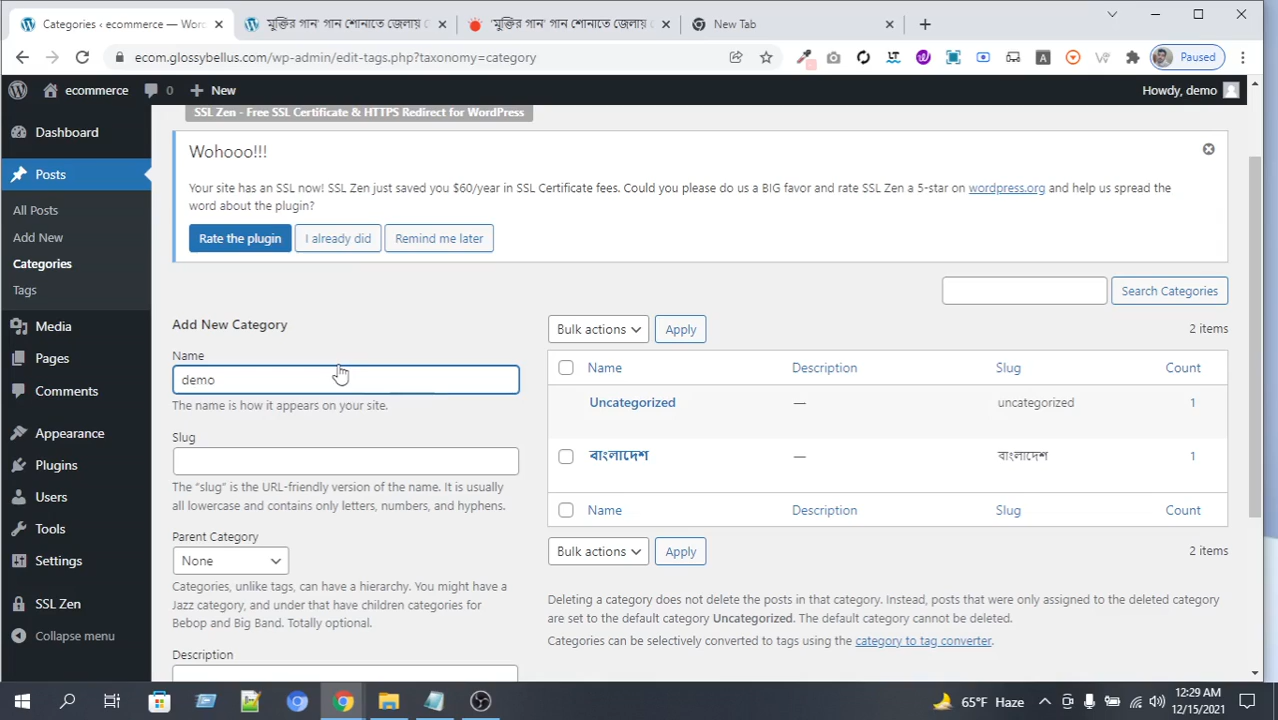 Categories ‹ ecommerce — Wor
'মুক্তির গান' গান শোনাতে জেলায় ে
'মুক্তির গান' গান শোনাতে জেলায় ে
New Tab
ecom.glossybellus.com/wp-admin/edit-tags.php?taxonomy=category
Paused
ecommerce
0
New
Howdy, demo
Dashboard
Posts
All Posts
Add New
Categories
Tags
Media
Pages
Comments
Appearance
Plugins
Users
Tools
Settings
SSL Zen
Collapse menu
SSL Zen - Free SSL Certificate & HTTPS Redirect for WordPress
Wohooo!!!
Your site has an SSL now! SSL Zen just saved you $60/year in SSL Certificate fees. Could you please do us a BIG favor and rate SSL Zen a 5-star on wordpress.org and help us spread the
word about the plugin?
Rate the plugin
I already did
Remind me later
Search Categories
Add New Category
Name
demo
The name is how it appears on your site.
Slug
The “slug” is the URL-friendly version of the name. It is usually
all lowercase and contains only letters, numbers, and hyphens.
Parent Category
None
Categories, unlike tags, can have a hierarchy. You might have a
Jazz category, and under that have children categories for
Bebop and Big Band. Totally optional.
Description
Bulk actions
Apply
2 items
Name Description Slug Count
Uncategorized — uncategorized 1
বাংলাদেশ — বাংলাদেশ 1
Name Description Slug Count
Bulk actions
Apply
2 items
Deleting a category does not delete the posts in that category. Instead, posts that were only assigned to the deleted category
are set to the default category Uncategorized. The default category cannot be deleted.
Categories can be selectively converted to tags using the category to tag converter.
65°F Haze
12:29 AM
12/15/2021